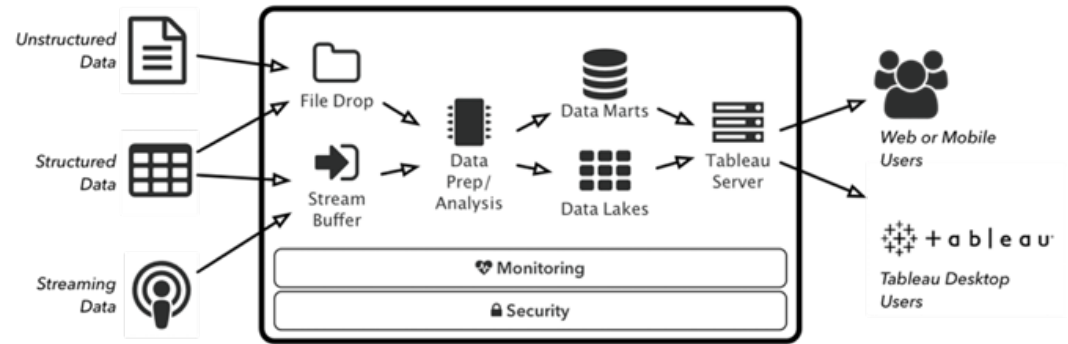 Unstructured
Data
File Drop
Structured
Data
Stream
Buffer
Streaming
Data
Data
Prep/
Analysis
Data Marts
Data Lakes
Tableau
Server
Monitoring
Security
Web or Mobile
Users
+ a b | e a u
Tableau Desktop
Users